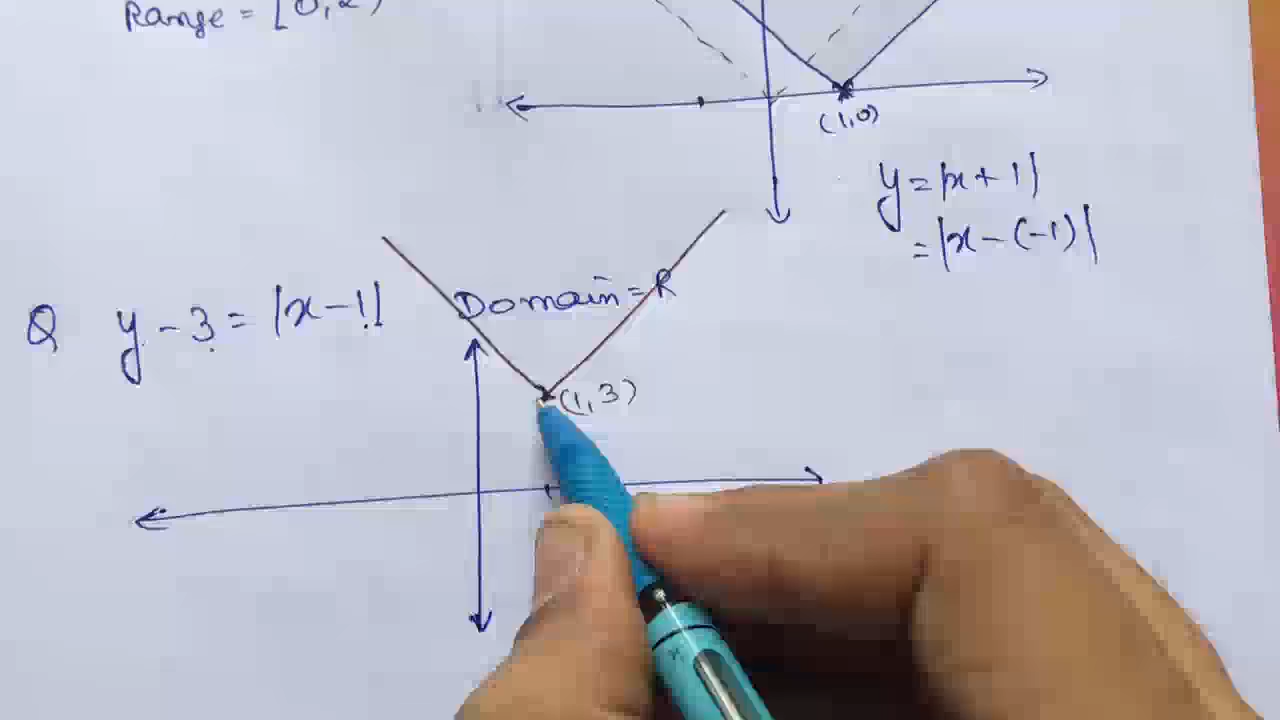 Range = [0,∝)
(1,0)
y = |x + 1|
= |x - (-1)|
Domain = R
Q y - 3 = |x - 1|
(1,3)